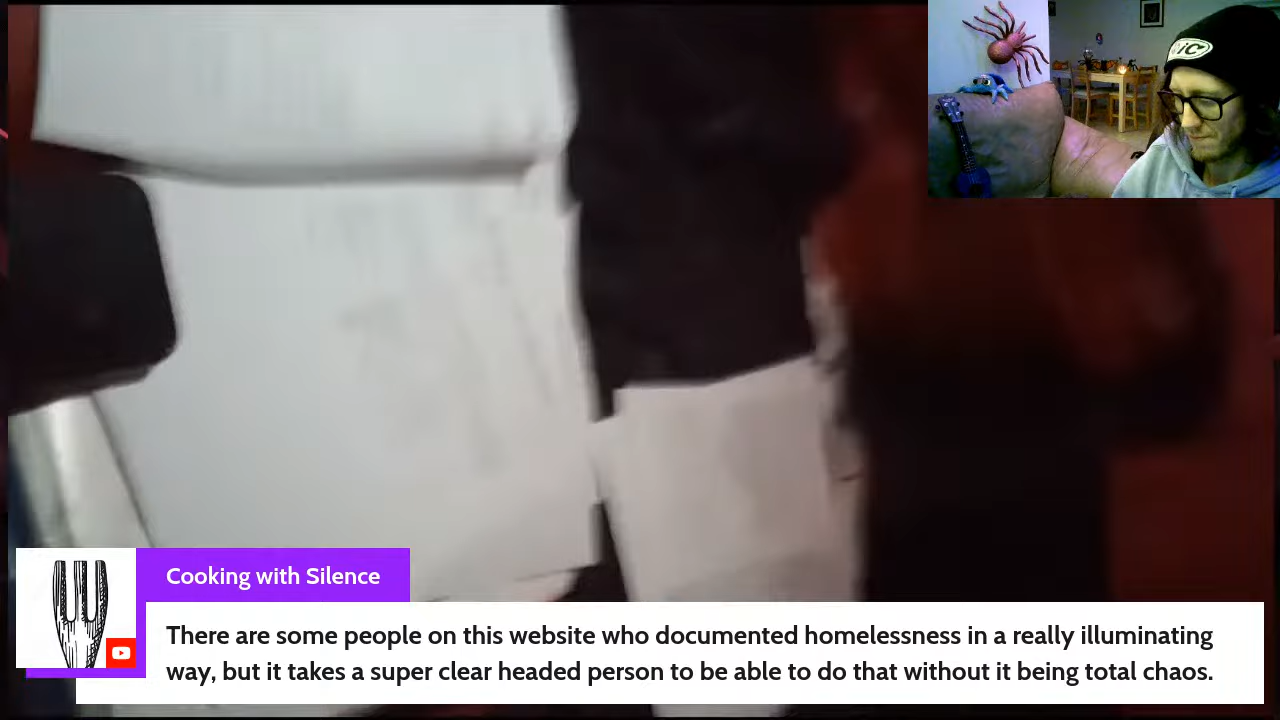 iC
Cooking with Silence
There are some people on this website who documented homelessness in a really illuminating
way, but it takes a super clear headed person to be able to do that without it being total chaos.